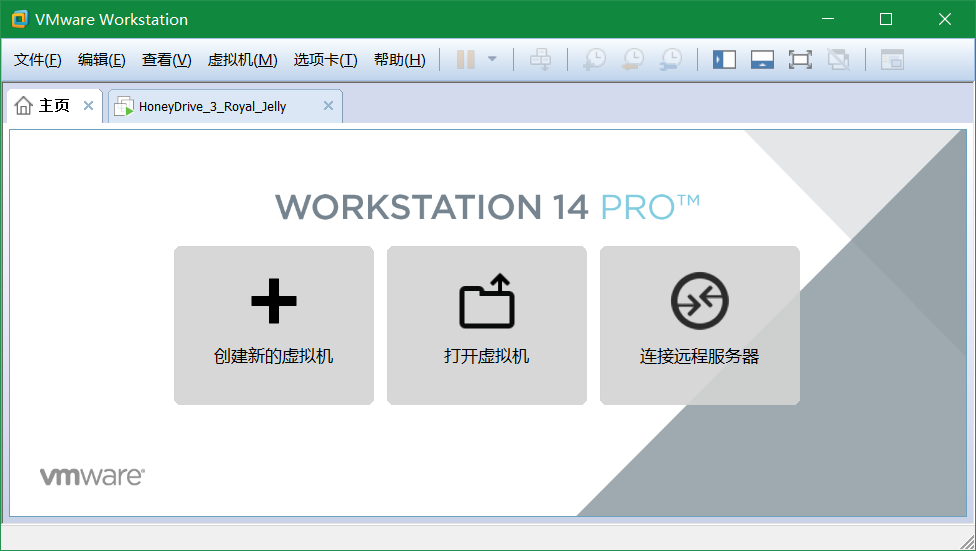 VMware Workstation
文件(F) 编辑(E) 查看(V) 虚拟机(M) 选项卡(T) 帮助(H)
主页 HoneyDrive_3_Royal_Jelly
WORKSTATION 14 PRO™
创建新的虚拟机 打开虚拟机 连接远程服务器
vmware®